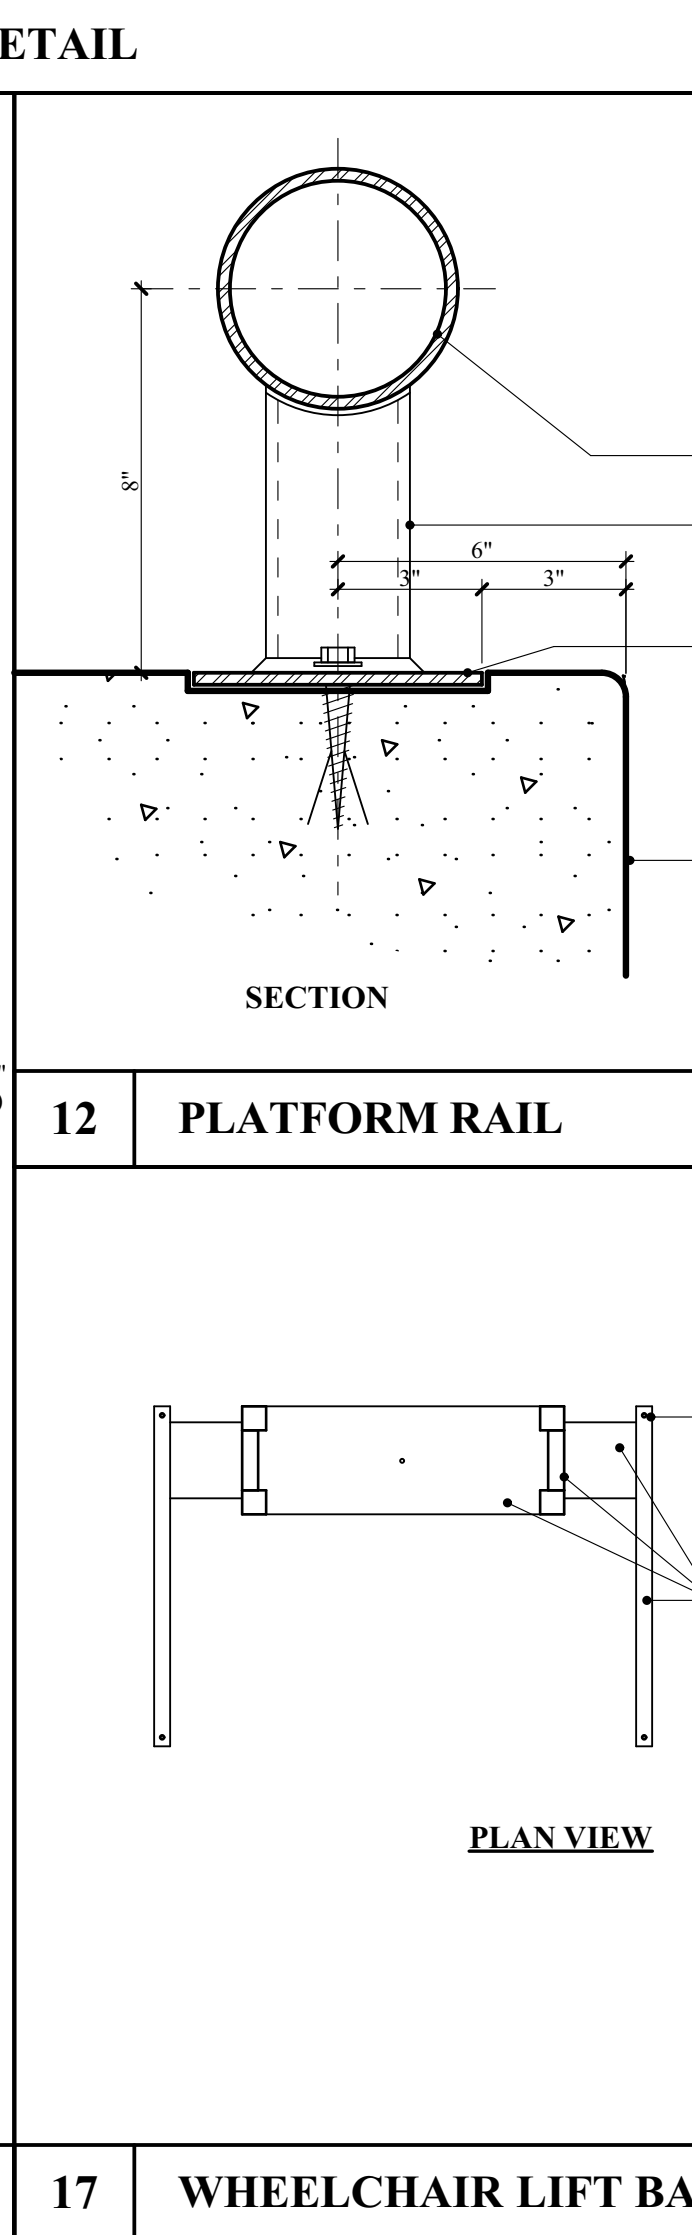 ETAIL
8"
6"
3" 3"
SECTION
"
12 PLATFORM RAIL
PLAN VIEW
17 WHEELCHAIR LIFT BA